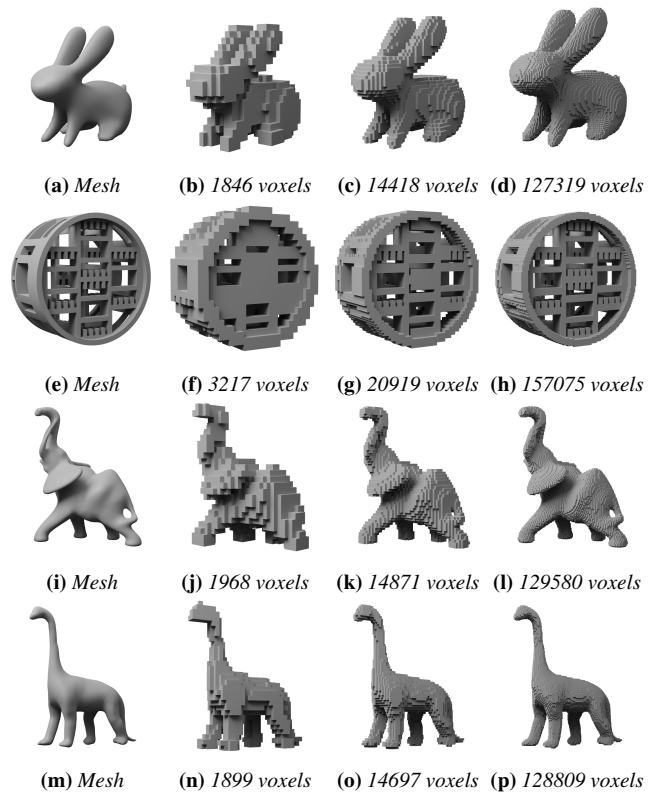 (a) Mesh (b) 1846 voxels (c) 14418 voxels (d) 127319 voxels
(e) Mesh (f) 3217 voxels (g) 20919 voxels (h) 157075 voxels
(i) Mesh (j) 1968 voxels (k) 14871 voxels (l) 129580 voxels
(m) Mesh (n) 1899 voxels (o) 14697 voxels (p) 128809 voxels